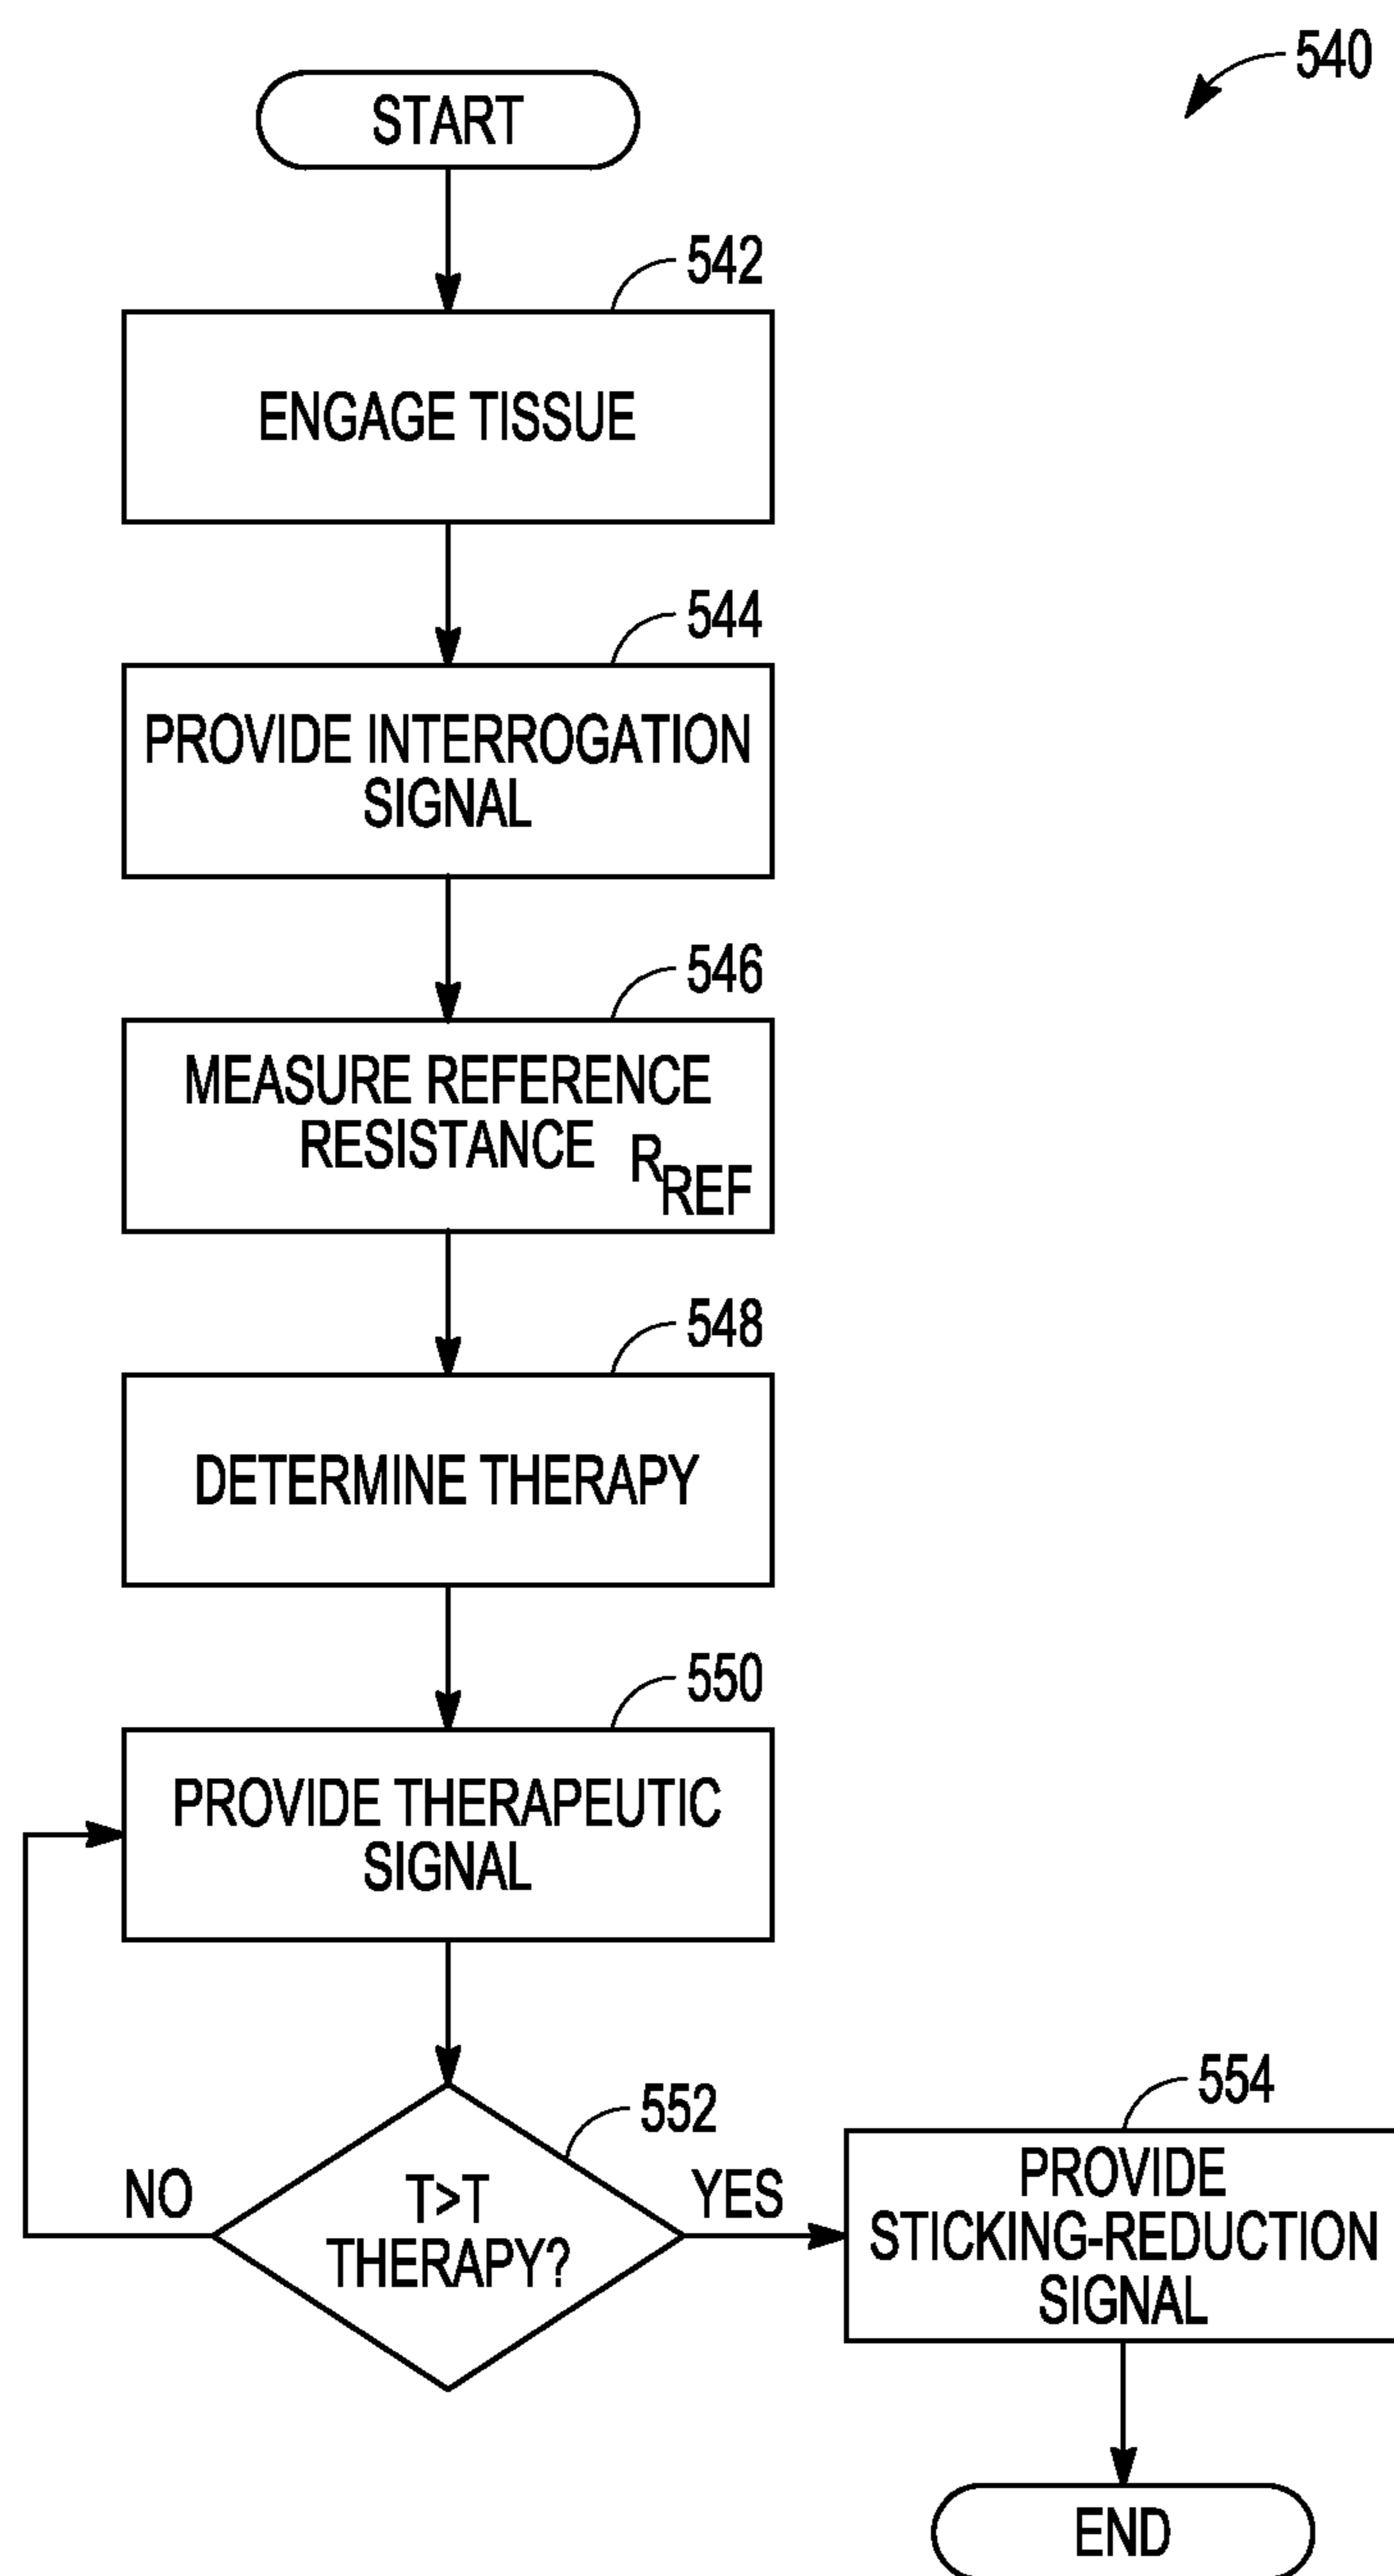 540
START
542
ENGAGE TISSUE
544
PROVIDE INTERROGATION
SIGNAL
546
MEASURE REFERENCE
RESISTANCE R_REF
548
DETERMINE THERAPY
550
PROVIDE THERAPEUTIC
SIGNAL
552
T>T
THERAPY?
NO
YES
554
PROVIDE
STICKING-REDUCTION
SIGNAL
END